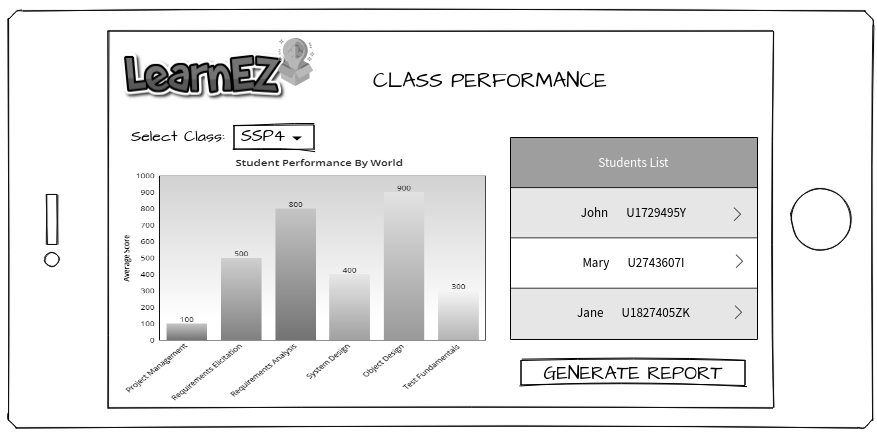 LearnEZ
CLASS PERFORMANCE
Select Class: SSP4
Student Performance By World
Average Score
1000
900
800
700
600
500
400
300
200
100
0
100
500
800
400
900
300
Project Management
Requirements Elicitation
Requirements Analysis
System Design
Object Design
Test Fundamentals
Students List
John U1729495Y
Mary U2743607I
Jane U1827405ZK
GENERATE REPORT